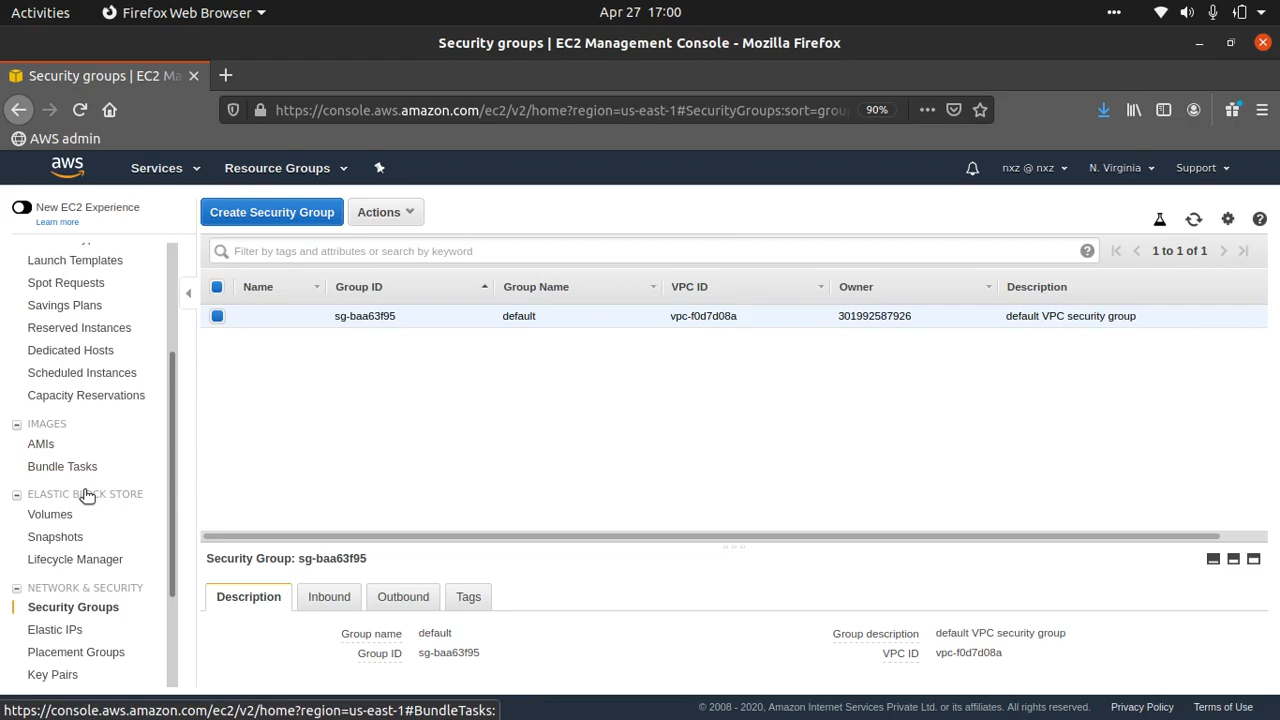 Activities
Firefox Web Browser
Apr 27 17:00
Security groups | EC2 Management Console - Mozilla Firefox
Security groups | EC2 Ma
https://console.aws.amazon.com/ec2/v2/home?region=us-east-1#SecurityGroups:sort=grou
90%
AWS admin
aws
Services
Resource Groups
nxz @ nxz
N. Virginia
Support
New EC2 Experience
Learn more
Create Security Group
Actions
Filter by tags and attributes or search by keyword
1 to 1 of 1
Name Group ID Group Name VPC ID Owner Description
sg-baa63f95 default vpc-f0d7d08a 301992587926 default VPC security group
Launch Templates
Spot Requests
Savings Plans
Reserved Instances
Dedicated Hosts
Scheduled Instances
Capacity Reservations
IMAGES
AMIs
Bundle Tasks
ELASTIC BLOCK STORE
Volumes
Snapshots
Lifecycle Manager
NETWORK & SECURITY
Security Groups
Elastic IPs
Placement Groups
Key Pairs
Security Group: sg-baa63f95
Description Inbound Outbound Tags
Group name default
Group description default VPC security group
Group ID sg-baa63f95
VPC ID vpc-f0d7d08a
https://console.aws.amazon.com/ec2/v2/home?region=us-east-1#BundleTasks:
© 2008 - 2020, Amazon Internet Services Private Ltd. or its affiliates. All rights reserved.
Privacy Policy
Terms of Use